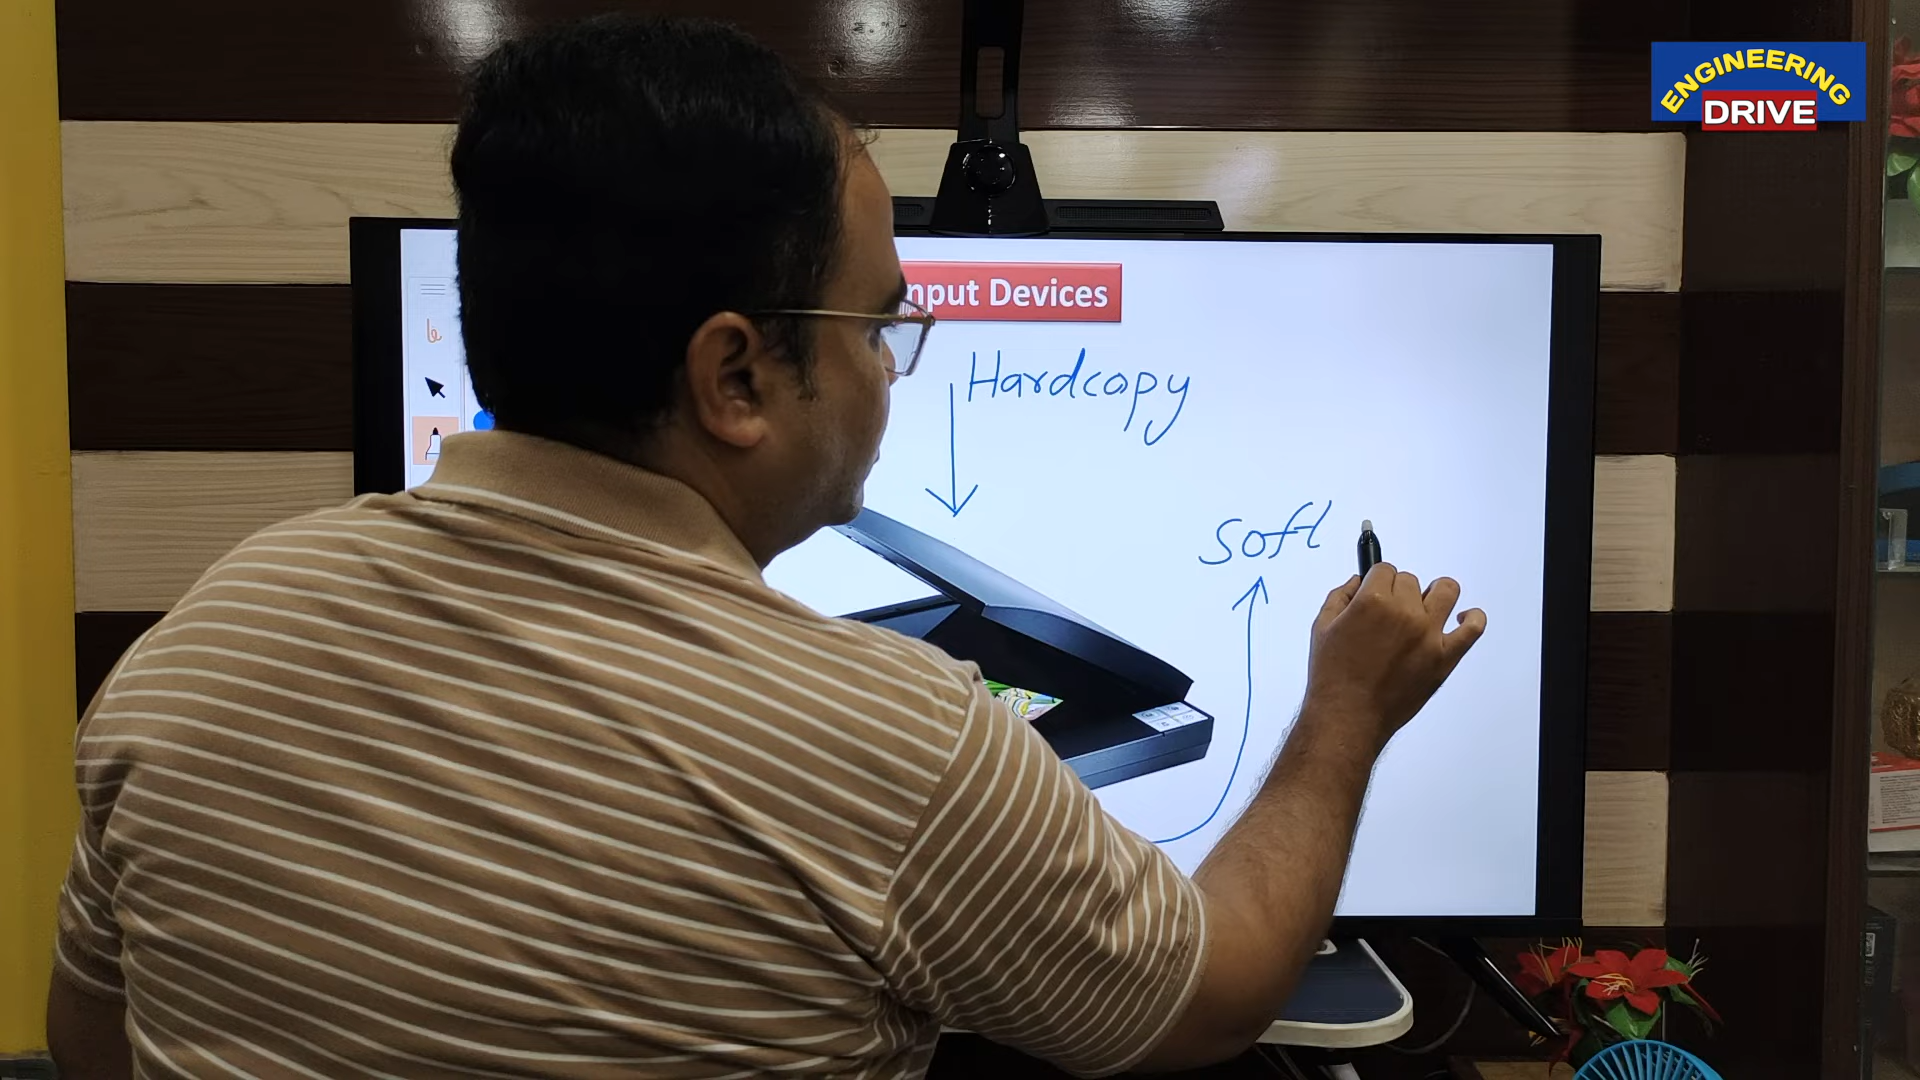 ENGINEERING
DRIVE
nput Devices
Hardcopy
Soft